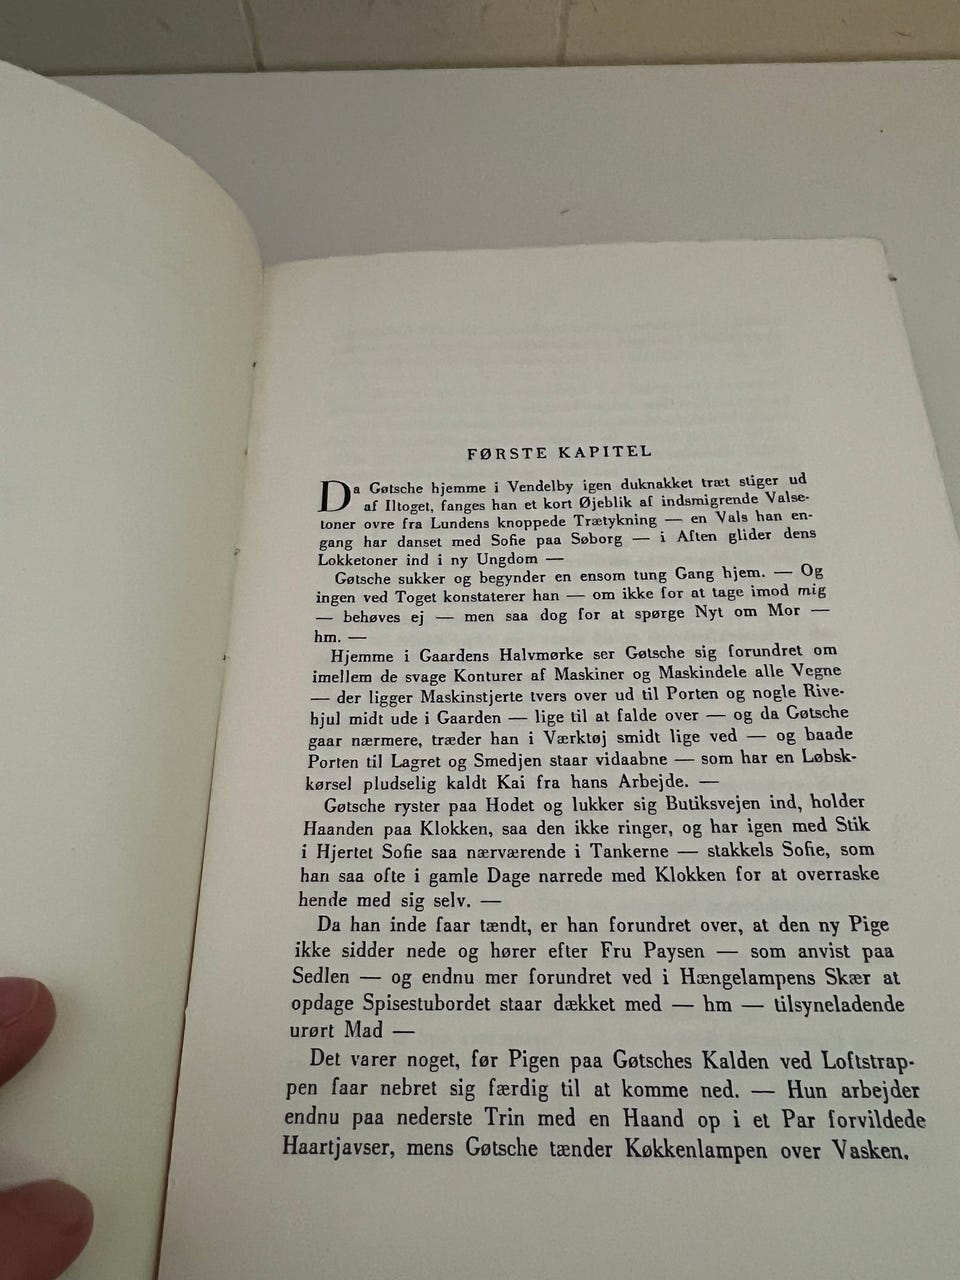 FØRSTE KAPITEL
Da Gøtsche hjemme i Vendelby igen duknakket træt stiger ud
af Iltoget, fanges han et kort Øjeblik af indsmigrende Valse-
toner ovre fra Lundens knoppede Trætykning — en Vals han en-
gang har danset med Sofie paa Søborg — i Aften glider dens
Lokketoner ind i ny Ungdom —
Gøtsche sukker og begynder en ensom tung Gang hjem. — Og
ingen ved Toget konstaterer han — om ikke for at tage imod mig
— behøves ej — men saa dog for at spørge Nyt om Mor —
hm. —
Hjemme i Gaardens Halvmørke ser Gøtsche sig forundret om
imellem de svage Konturer af Maskiner og Maskindele alle Vegne
— der ligger Maskinstjerte tvers over ud til Porten og nogle Rive-
hjul midt ude i Gaarden — lige til at falde over — og da Gøtsche
gaar nærmere, træder han i Værktøj smidt lige ved — og baade
Porten til Lagret og Smedjen staar vidaabne — som har en Løbsk-
kørsel pludselig kaldt Kai fra hans Arbejde. —
Gøtsche ryster paa Hodet og lukker sig Butiksvejen ind, holder
Haanden paa Klokken, saa den ikke ringer, og har igen med Stik
i Hjertet Sofie saa nærværende i Tankerne — stakkels Sofie, som
han saa ofte i gamle Dage narrede med Klokken for at overraske
hende med sig selv. —
Da han inde faar tændt, er han forundret over, at den ny Pige
ikke sidder nede og hører efter Fru Paysen — som anvist paa
Sedlen — og endnu mer forundret ved i Hængelampens Skær at
opdage Spisestubordet staar dækket med — hm — tilsyneladende
urørt Mad —
Det varer noget, før Pigen paa Gøtsches Kalden ved Loftstrap-
pen faar nebret sig færdig til at komme ned. — Hun arbejder
endnu paa nederste Trin med en Haand op i et Par forvildede
Haartjavser, mens Gøtsche tænder Køkkenlampen over Vasken.